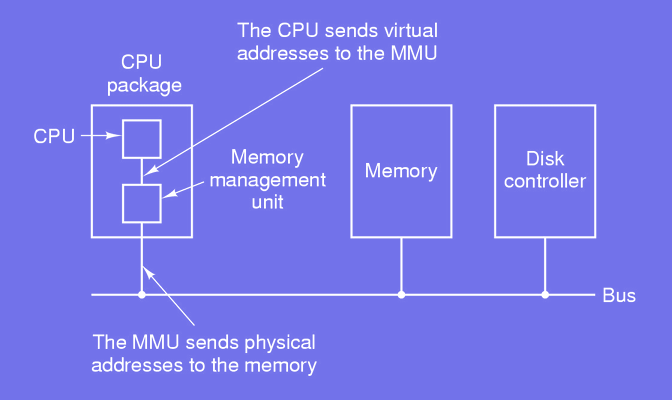 The CPU sends virtual
addresses to the MMU
CPU
package
CPU
Memory
management
unit
Memory
Disk
controller
Bus
The MMU sends physical
addresses to the memory